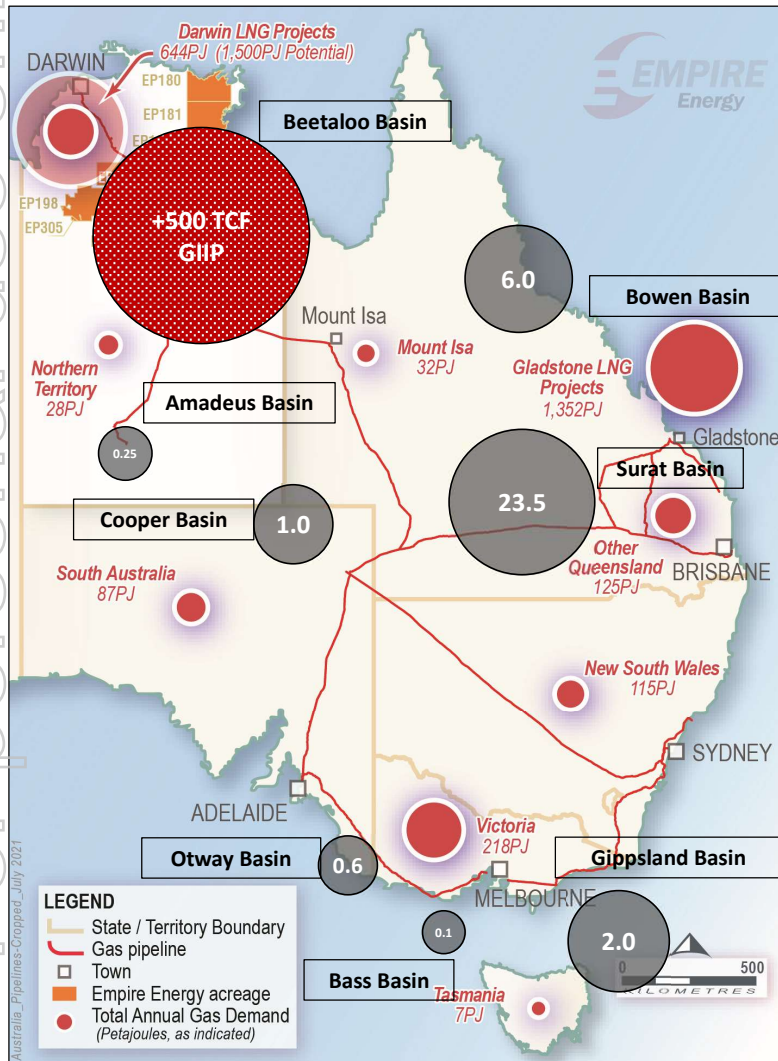 Darwin LNG Projects
644PJ (1,500PJ Potential)
DARWIN
EP180
EP181
EMPIRE
Energy
Beetaloo Basin
EP198
EP305
+500 TCF
GIIP
6.0
Bowen Basin
Mount Isa
Mount Isa
32PJ
Gladstone LNG
Projects
1,352PJ
Northern
Territory
28PJ
Amadeus Basin
0.25
Gladstone
Surat Basin
23.5
Cooper Basin
1.0
Other
Queensland
125PJ
BRISBANE
South Australia
87PJ
New South Wales
115PJ
SYDNEY
ADELAIDE
Victoria
218PJ
Otway Basin
0.6
Gippsland Basin
MELBOURNE
0.1
2.0
Bass Basin
Tasmania
7PJ
0 500
KILOMETRES
LEGEND
State / Territory Boundary
Gas pipeline
Town
Empire Energy acreage
Total Annual Gas Demand
(Petajoules, as indicated)
Australia_Pipelines-Cropped_July 2021